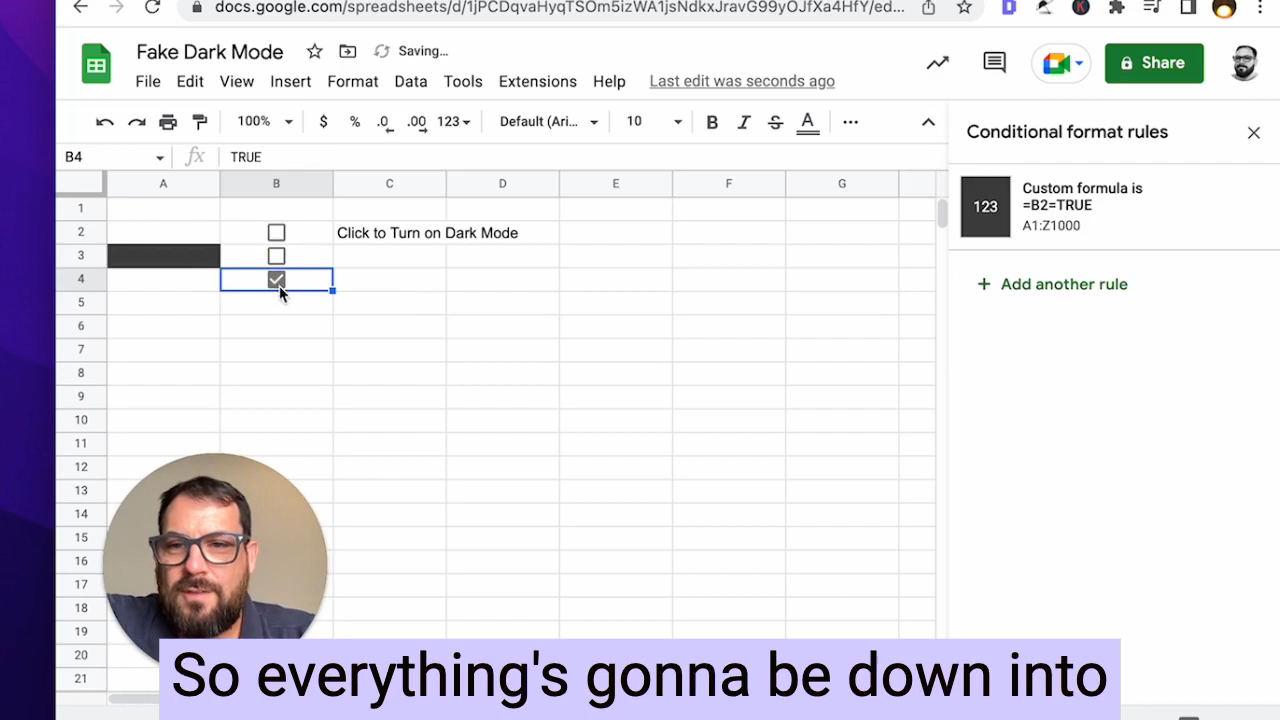 docs.google.com/spreadsheets/d/1jPCDqvaHyqTSOm5izWA1jsNdkxJravG99yOJfXa4HfY/ed...
Fake Dark Mode
Saving...
File Edit View Insert Format Data Tools Extensions Help Last edit was seconds ago
Share
100% $ % .0 .00 123 Default (Ari... 10 B I S A
Conditional format rules
B4 fx TRUE
A B C D E F G
123
Custom formula is
=B2=TRUE
A1:Z1000
Add another rule
1
2 Click to Turn on Dark Mode
3
4
5
6
7
8
9
10
11
12
13
14
15
16
17
18
19
20
21
So everything's gonna be down into